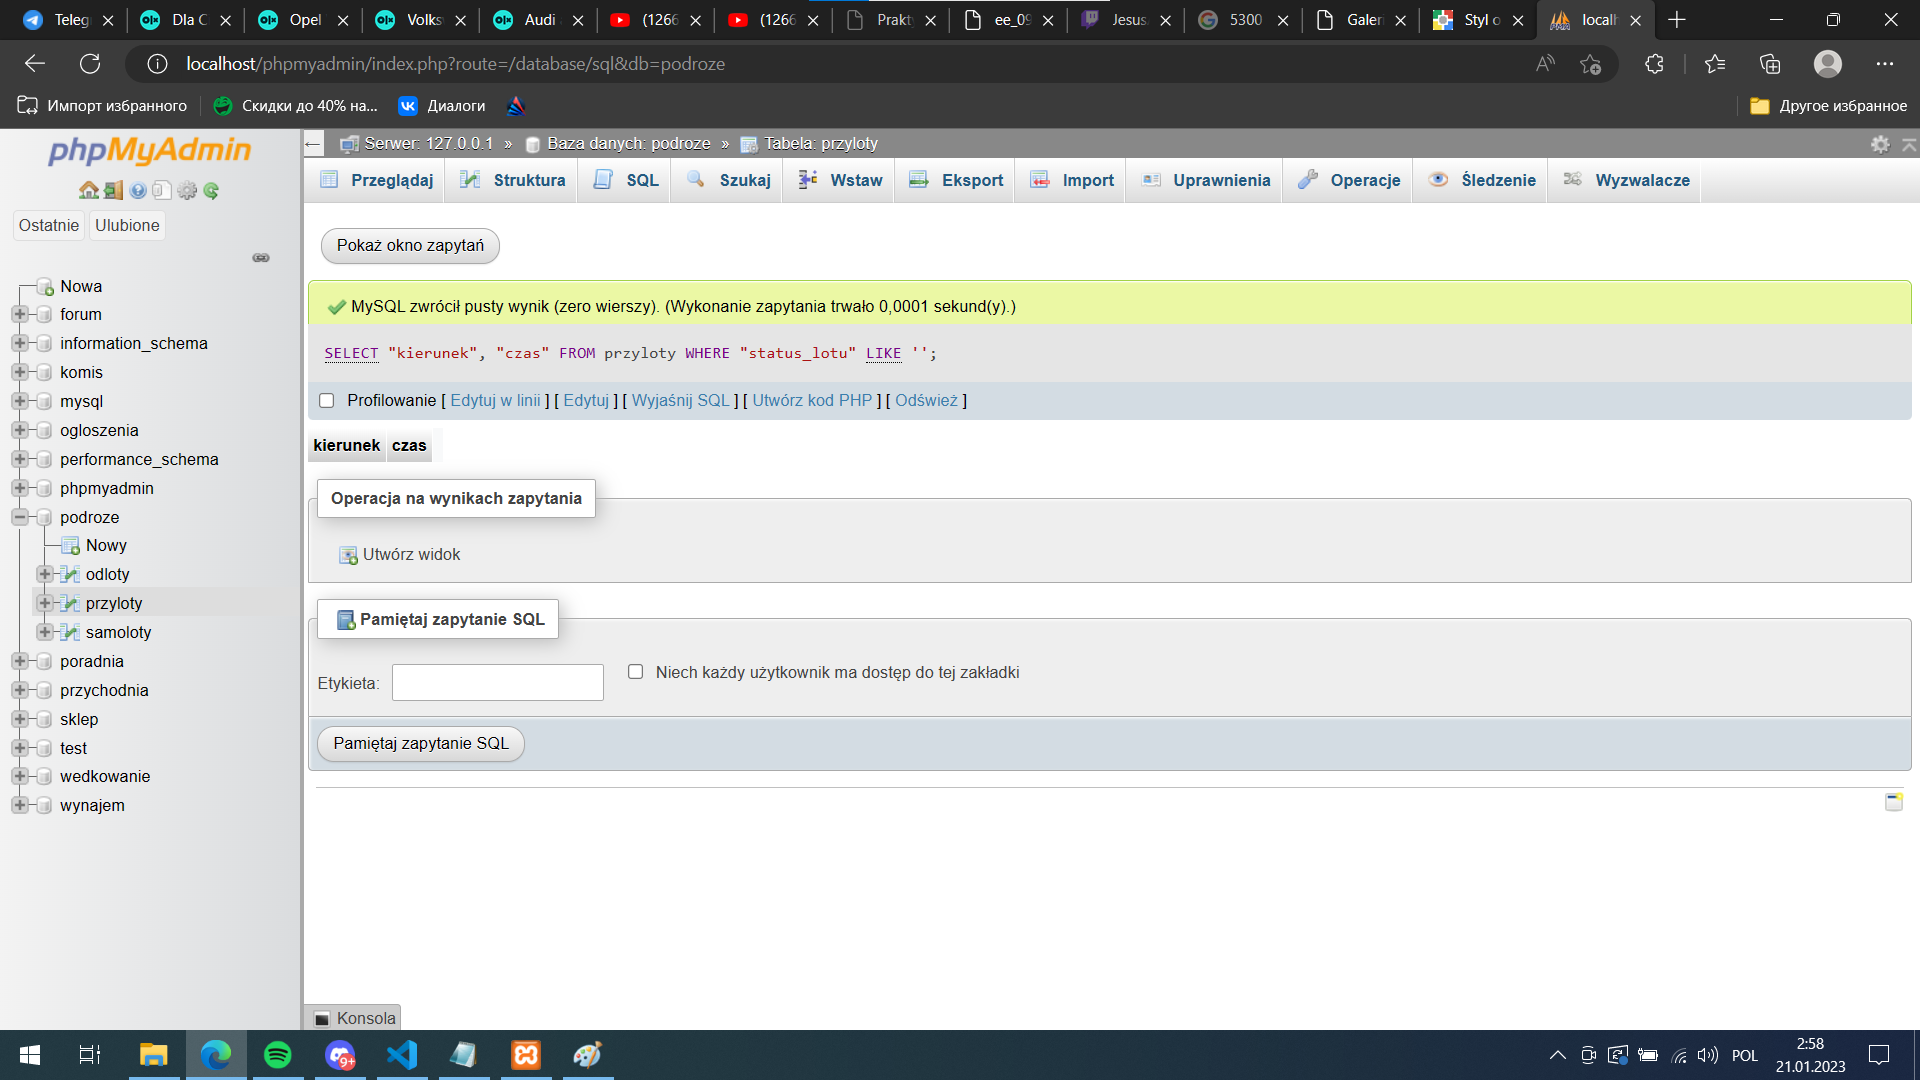 Telegr
Dla C
Opel
Volksv
Audi
(1266
(1266
Prakty
ee_09
Jesus
5300
Galeri
Styl o
localh
localhost/phpmyadmin/index.php?route=/database/sql&db=podroze
Импорт избранного
Скидки до 40% на...
Диалоги
Другое избранное
phpMyAdmin
Ostatnie
Ulubione
Nowa
forum
information_schema
komis
mysql
ogloszenia
performance_schema
phpmyadmin
podroze
Nowy
odloty
przyloty
samoloty
poradnia
przychodnia
sklep
test
wedkowanie
wynajem
Serwer: 127.0.0.1 » Baza danych: podroze » Tabela: przyloty
Przeglądaj
Struktura
SQL
Szukaj
Wstaw
Eksport
Import
Uprawnienia
Operacje
Śledzenie
Wyzwalacze
Pokaż okno zapytań
MySQL zwrócił pusty wynik (zero wierszy). (Wykonanie zapytania trwało 0,0001 sekund(y).)
SELECT "kierunek", "czas" FROM przyloty WHERE "status_lotu" LIKE '';
Profilowanie [ Edytuj w linii ] [ Edytuj ] [ Wyjaśnij SQL ] [ Utwórz kod PHP ] [ Odśwież ]
kierunek czas
Operacja na wynikach zapytania
Utwórz widok
Pamiętaj zapytanie SQL
Etykieta:
Niech każdy użytkownik ma dostęp do tej zakładki
Pamiętaj zapytanie SQL
Konsola
9+
POL
2:58
21.01.2023